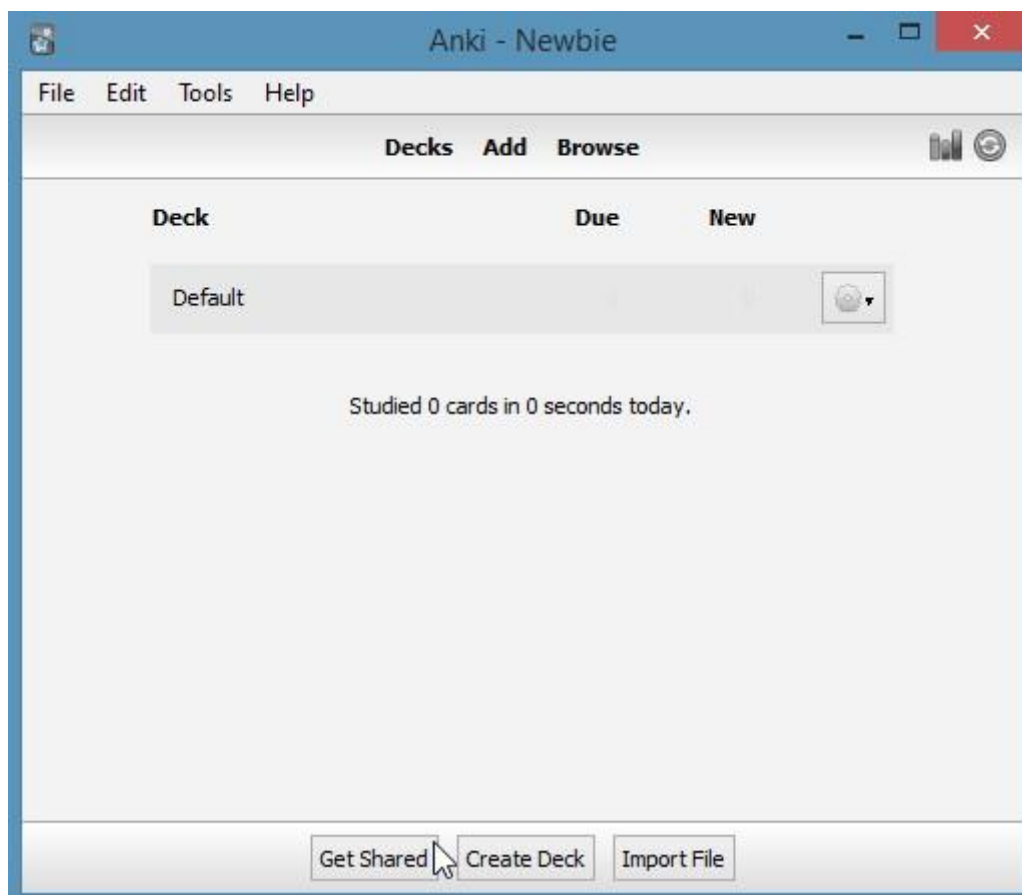 Anki - Newbie
File Edit Tools Help
Decks Add Browse
Deck Due New
Default
Studied 0 cards in 0 seconds today.
Get Shared Create Deck Import File